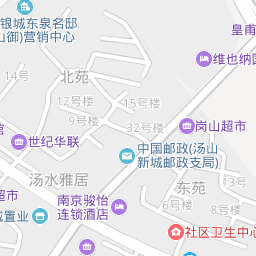 银城东泉名邸
山御)营销中心
皇甫
维也纳国
14号
北苑
12号楼
15号楼
9号楼
32号楼
岗山超市
馆
世纪华联
中国邮政(汤山
新城邮政支局)
汤水雅居
东苑
13号
超市
南京骏怡
连锁酒店
6号楼
8号楼
城置业
社区卫生中心